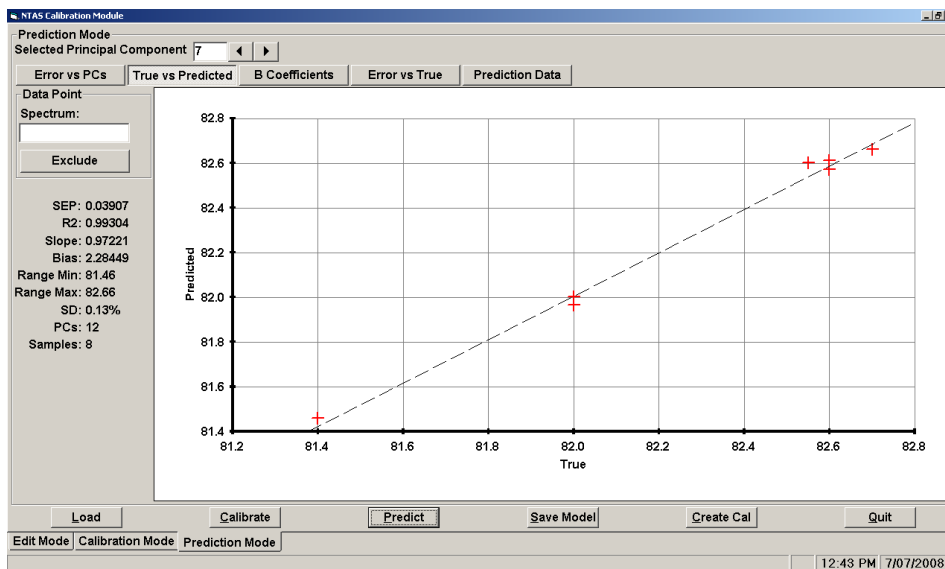 NTAS Calibration Module
Prediction Mode
Selected Principal Component 7
Error vs PCs True vs Predicted B Coefficients Error vs True Prediction Data
Data Point
Spectrum:
Exclude
SEP: 0.03907
R2: 0.99304
Slope: 0.97221
Bias: 2.28449
Range Min: 81.46
Range Max: 82.66
SD: 0.13%
PCs: 12
Samples: 8
Predicted
82.8
82.6
82.4
82.2
82.0
81.8
81.6
81.4
81.2 81.4 81.6 81.8 82.0 82.2 82.4 82.6 82.8
True
Load Calibrate Predict Save Model Create Cal Quit
Edit Mode Calibration Mode Prediction Mode
12:43 PM 7/07/2008